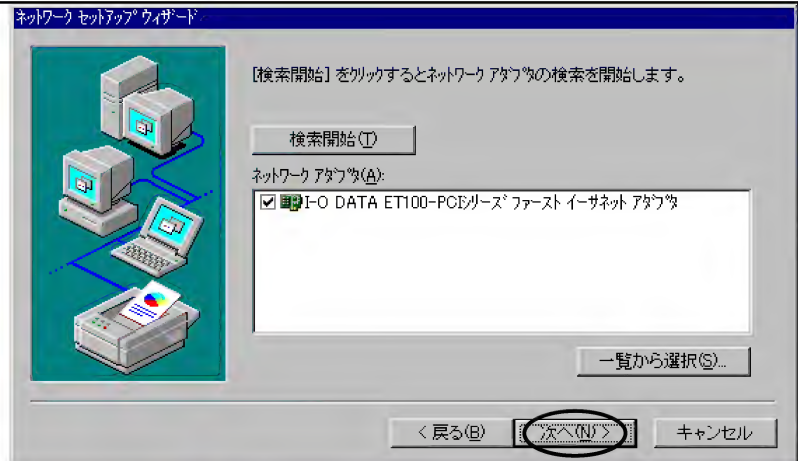 ネットワーク セットアップ ウィザード
[検索開始] をクリックするとネットワーク アダプタの検索を開始します。
検索開始(T)
ネットワーク アダプタ(A):
I-O DATA ET100-PCIシリーズ ファースト イーサネット アダプタ
一覧から選択(S)...
< 戻る(B)
次へ(N) >
キャンセル